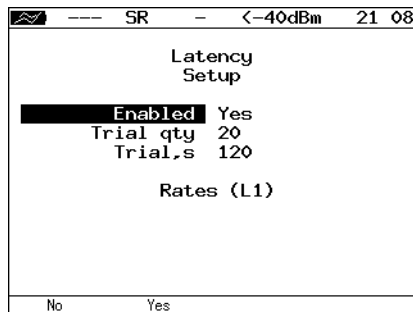 --- SR - <-40dBm 21 08
Latency
Setup
Enabled Yes
Trial qty 20
Trial,s 120
Rates (L1)
No Yes